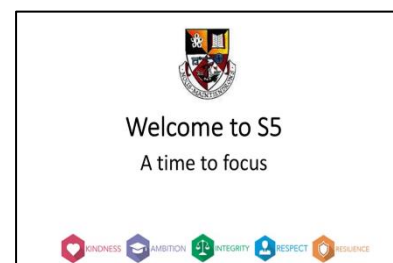 Welcome to S5
A time to focus
KINDNESS AMBITION INTEGRITY RESPECT RESILIENCE